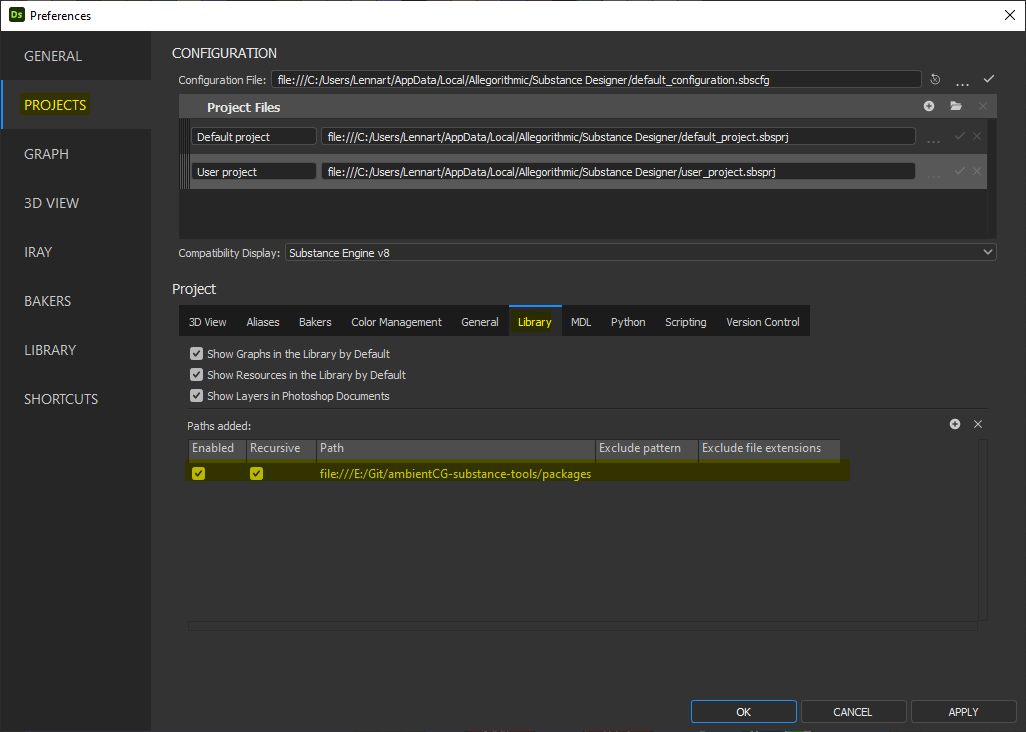 Ds Preferences
GENERAL
PROJECTS
GRAPH
3D VIEW
IRAY
BAKERS
LIBRARY
SHORTCUTS
CONFIGURATION
Configuration File: file:///C:/Users/Lennart/AppData/Local/Allegorithmic/Substance Designer/default_configuration.sbscfg ...
Project Files
Default project file:///C:/Users/Lennart/AppData/Local/Allegorithmic/Substance Designer/default_project.sbsprj ...
User project file:///C:/Users/Lennart/AppData/Local/Allegorithmic/Substance Designer/user_project.sbsprj ...
Compatibility Display: Substance Engine v8
Project
3D View Aliases Bakers Color Management General Library MDL Python Scripting Version Control
Show Graphs in the Library by Default
Show Resources in the Library by Default
Show Layers in Photoshop Documents
Paths added:
Enabled Recursive Path Exclude pattern Exclude file extensions
file:///E:/Git/ambientCG-substance-tools/packages
OK CANCEL APPLY